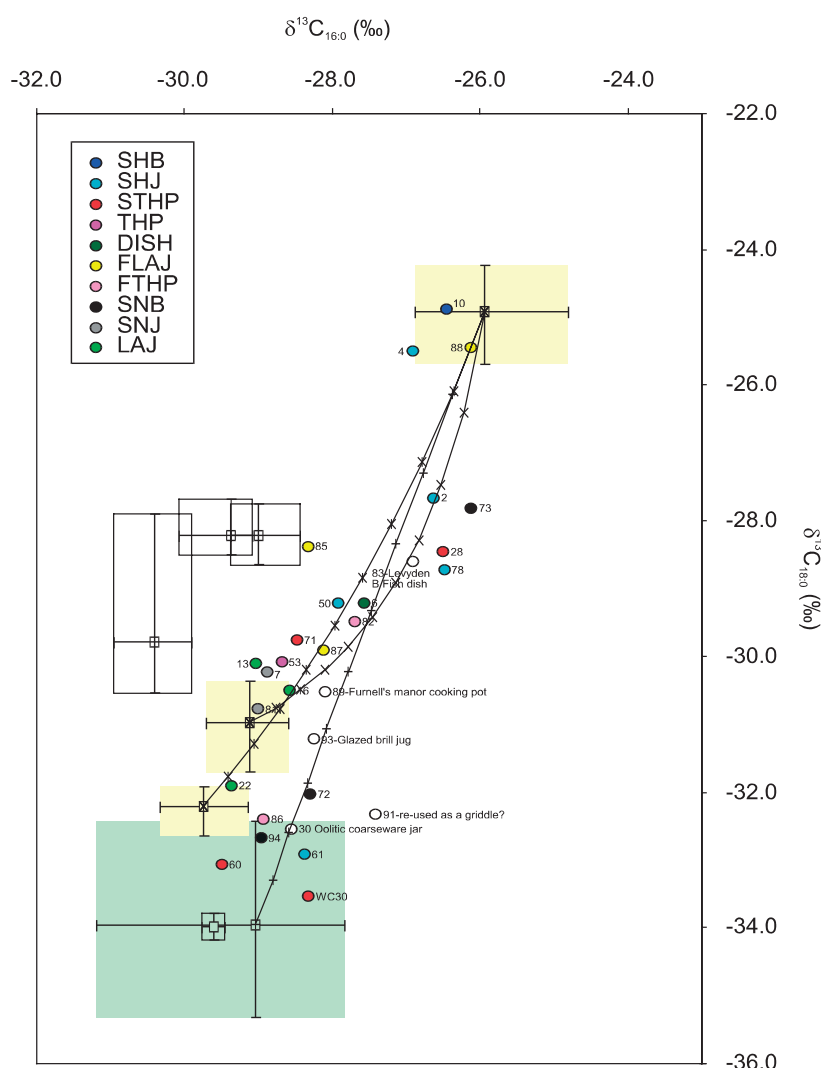 δ¹³C₁₆:₀ (‰)
-32.0 -30.0 -28.0 -26.0 -24.0
-22.0
SHB
SHJ
STHP
THP
DISH
FLAJ
FTHP
SNB
SNJ
LAJ
-24.0
10
88
4
-26.0
2
73
-28.0
85
28
78
δ¹³C₁₈:₀ (‰)
83-Levyden
B Fish dish
50
6
82
71
87
13
53
7
-30.0
6
89-Furnell's manor cooking pot
93-Glazed brill jug
22
72
-32.0
86
91-re-used as a griddle?
30 Oolitic coarseware jar
94
61
60
WC30
-34.0
-36.0